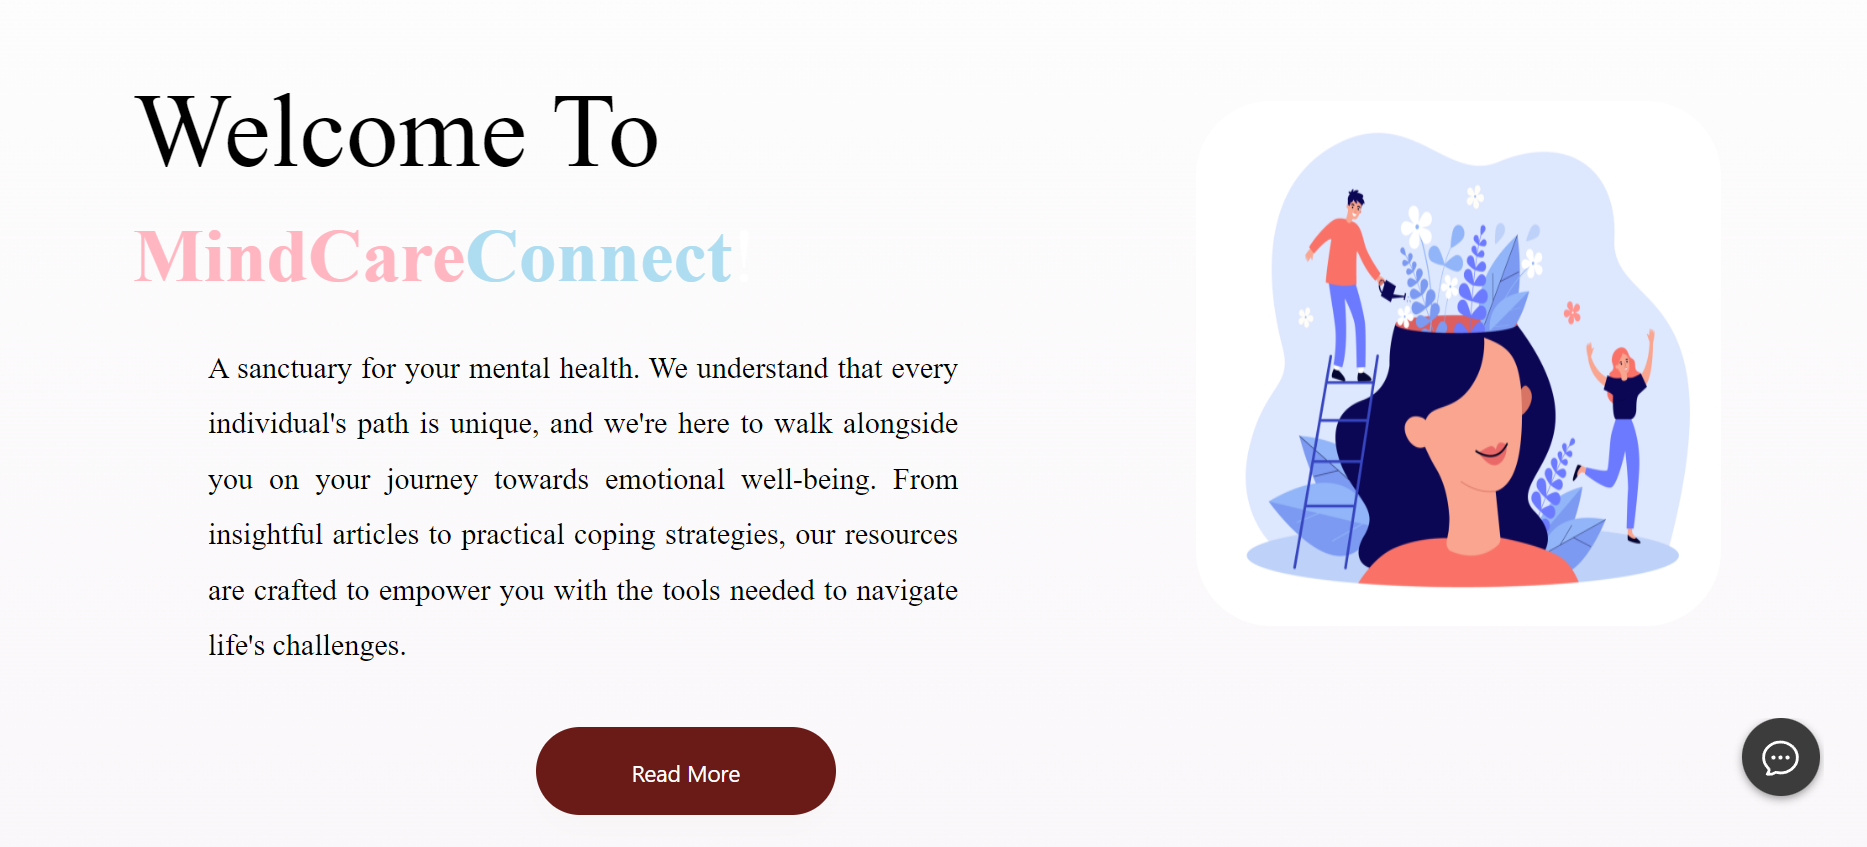 Welcome To
MindCareConnect!
A sanctuary for your mental health. We understand that every
individual's path is unique, and we're here to walk alongside
you on your journey towards emotional well-being. From
insightful articles to practical coping strategies, our resources
are crafted to empower you with the tools needed to navigate
life's challenges.
Read More